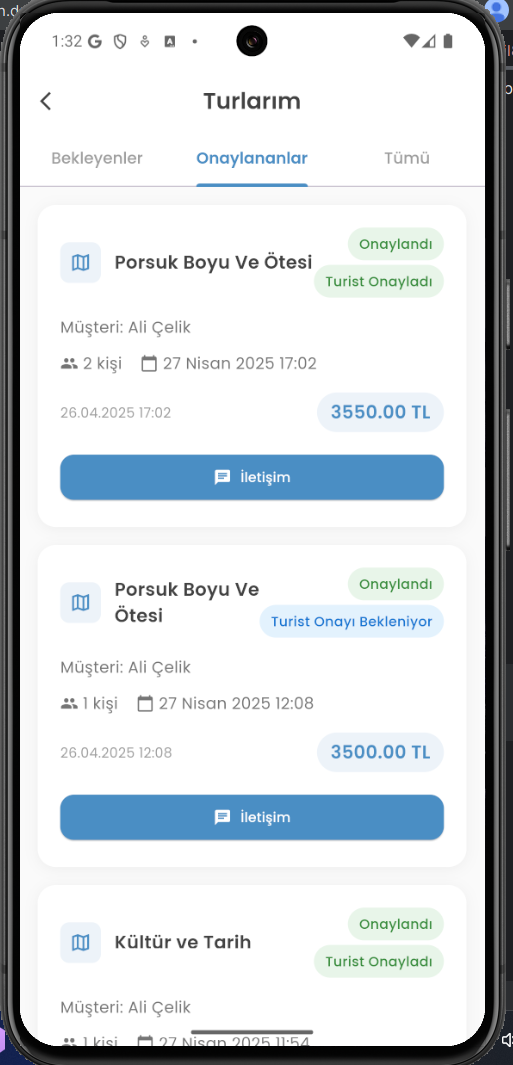 1:32
Turlarım
Bekleyenler Onaylananlar Tümü
Porsuk Boyu Ve Ötesi
Onaylandı
Turist Onayladı
Müşteri: Ali Çelik
2 kişi 27 Nisan 2025 17:02
26.04.2025 17:02 3550.00 TL
İletişim
Porsuk Boyu Ve
Ötesi
Onaylandı
Turist Onayı Bekleniyor
Müşteri: Ali Çelik
1 kişi 27 Nisan 2025 12:08
26.04.2025 12:08 3500.00 TL
İletişim
Kültür ve Tarih
Onaylandı
Turist Onayladı
Müşteri: Ali Çelik
1 kişi 27 Nisan 2025 11:54